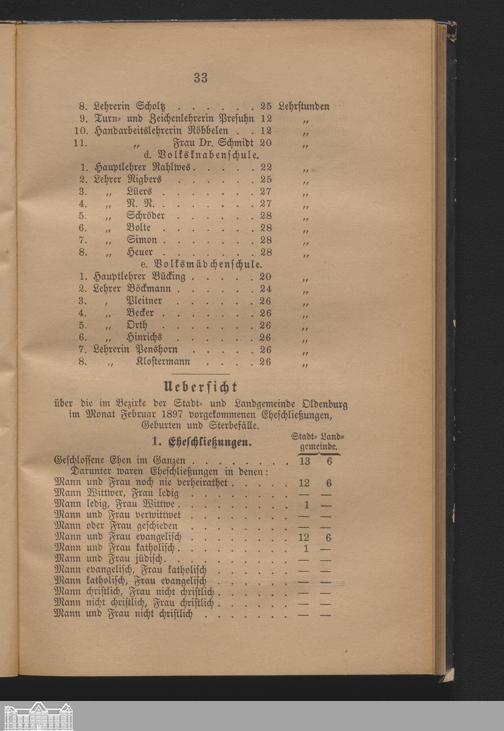 33
8. Lehrerin Scholtz . . . . . . 25 Lehrstunden
9. Turn- und Zeichenlehrerin Presuhn 12 „
10. Handarbeitslehrerin Röbbelen . . 12 „
11. „ Frau Dr. Schmidt 20 „
d. Volksknabenschule.
1. Hauptlehrer Rahlwes . . . . . 22 „
2. Lehrer Rigbers . . . . . . 25 „
3. „ Lüers . . . . . . . 27 „
4. „ N. N. . . . . . . . 27 „
5. „ Schröder . . . . . . 28 „
6. „ Bolte . . . . . . . 28 „
7. „ Simon . . . . . . . 28 „
8. „ Heuer . . . . . . . 28 „
e. Volksmädchenschule.
1. Hauptlehrer Bücking . . . . . 20 „
2. Lehrer Böckmann . . . . . . 24 „
3. „ Pleitner . . . . . . 26 „
4. „ Becker . . . . . . . 26 „
5. „ Orth . . . . . . . 26 „
6. „ Hinrichs . . . . . . 26 „
7. Lehrerin Penshorn . . . . . 26 „
8. „ Klostermann . . . . 26 „
Uebersicht
über die im Bezirke der Stadt- und Landgemeinde Oldenburg
im Monat Februar 1897 vorgekommenen Eheschließungen,
Geburten und Sterbefälle.
1. Eheschließungen. Stadt- Land-
gemeinde.
Geschlossene Ehen im Ganzen . . . . . . . . 13 6
Darunter waren Eheschließungen in denen:
Mann und Frau noch nie verheirathet . . . . . 12 6
Mann Wittwer, Frau ledig . . . . . . . . — —
Mann ledig, Frau Wittwe . . . . . . . . . 1 —
Mann und Frau verwittwet . . . . . . . . — —
Mann oder Frau geschieden . . . . . . . . — —
Mann und Frau evangelisch . . . . . . . . 12 6
Mann und Frau katholisch . . . . . . . . . 1 —
Mann und Frau jüdisch . . . . . . . . . . — —
Mann evangelisch, Frau katholisch . . . . . . — —
Mann katholisch, Frau evangelisch . . . . . . — —
Mann christlich, Frau nicht christlich . . . . . . — —
Mann nicht christlich, Frau christlich . . . . . . — —
Mann und Frau nicht christlich . . . . . . . — —